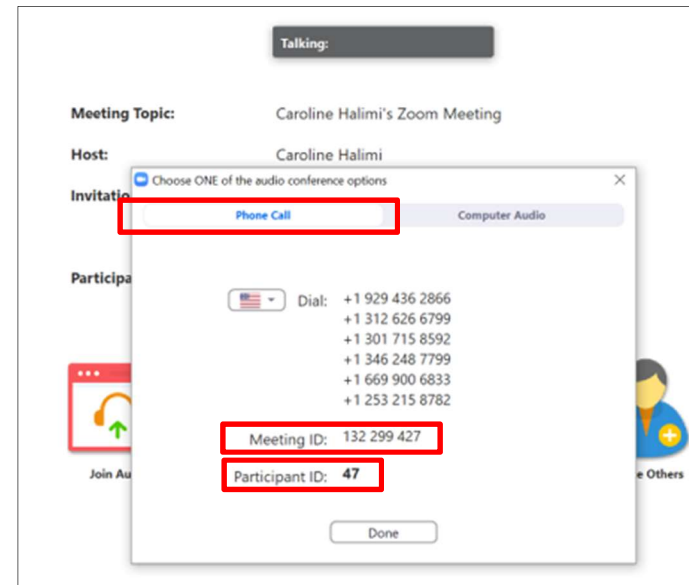 Talking:
Meeting Topic: Caroline Halimi's Zoom Meeting
Host: Caroline Halimi
Choose ONE of the audio conference options
Invitatio
Phone Call Computer Audio
Participa
Dial: +1 929 436 2866
+1 312 626 6799
+1 301 715 8592
+1 346 248 7799
+1 669 900 6833
+1 253 215 8782
Meeting ID: 132 299 427
Join Au Participant ID: 47 e Others
Done